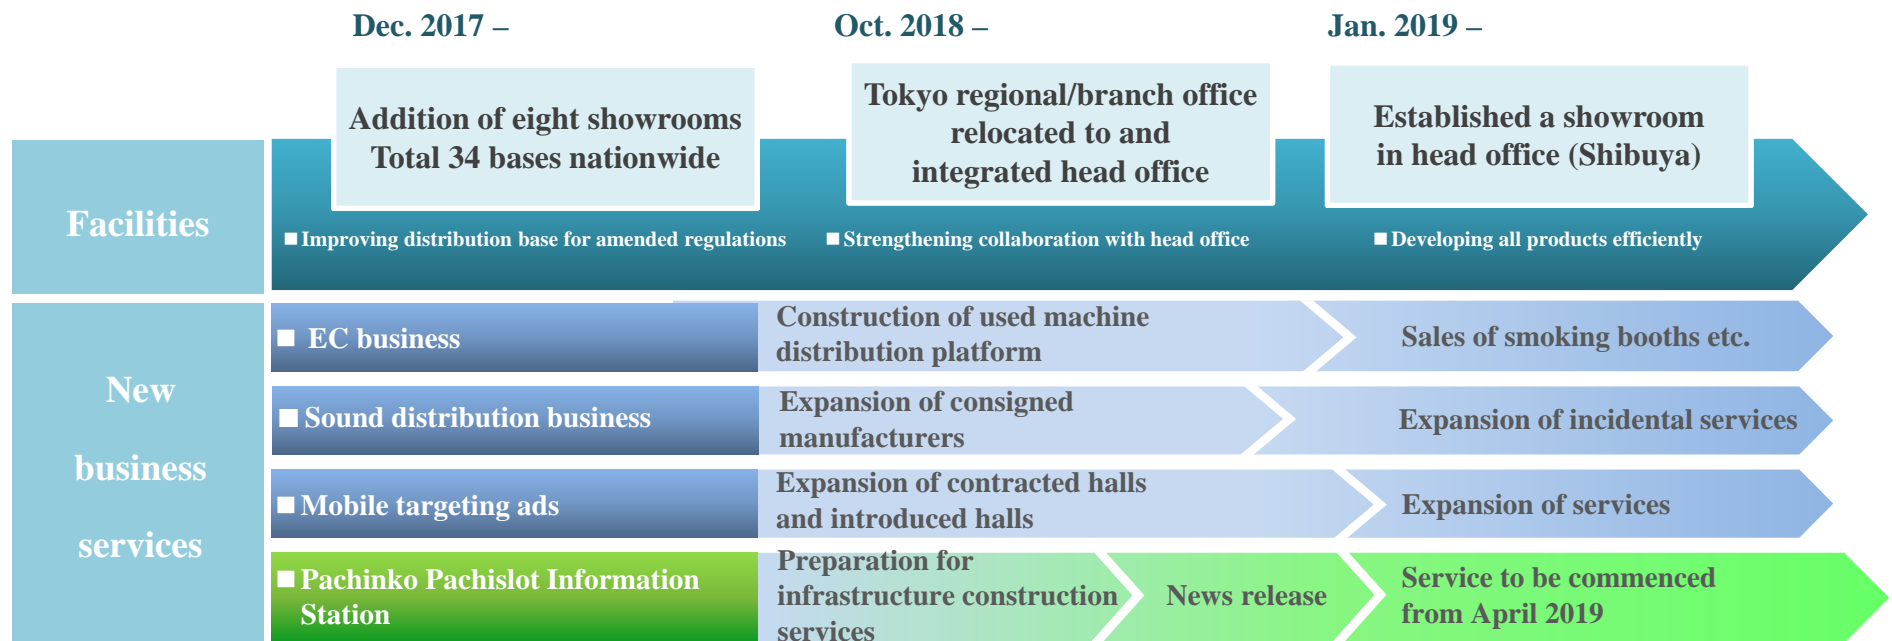 Dec. 2017 –
Oct. 2018 –
Jan. 2019 –
Addition of eight showrooms
Total 34 bases nationwide
Tokyo regional/branch office
relocated to and
integrated head office
Established a showroom
in head office (Shibuya)
Facilities
■ Improving distribution base for amended regulations
■ Strengthening collaboration with head office
■ Developing all products efficiently
New
business
services
■ EC business
Construction of used machine
distribution platform
Sales of smoking booths etc.
■ Sound distribution business
Expansion of consigned
manufacturers
Expansion of incidental services
■ Mobile targeting ads
Expansion of contracted halls
and introduced halls
Expansion of services
■ Pachinko Pachislot Information
Station
Preparation for
infrastructure construction
services
News release
Service to be commenced
from April 2019